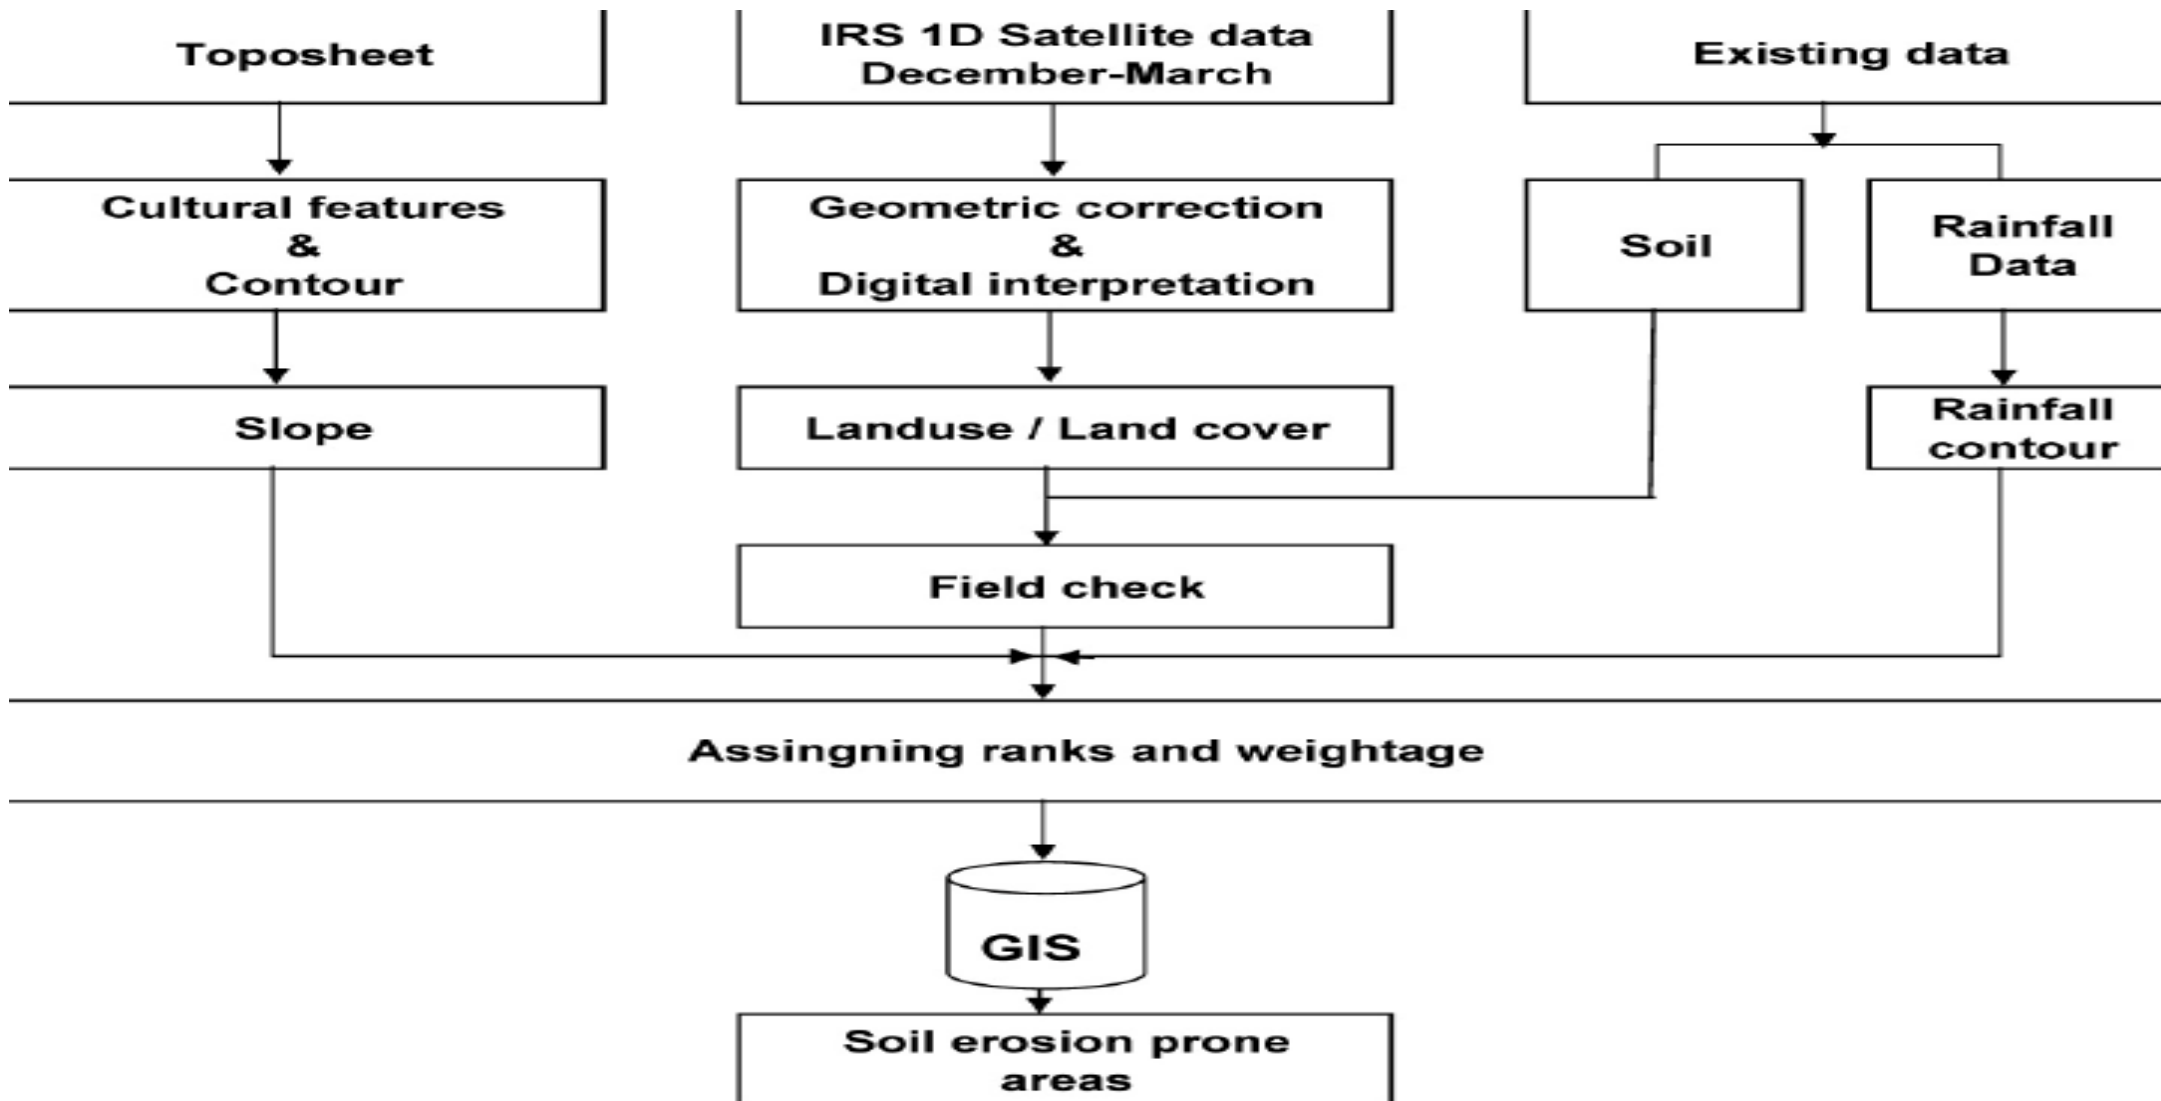 Toposheet
IRS 1D Satellite data
December-March
Existing data
Cultural features
&
Contour
Geometric correction
&
Digital interpretation
Soil
Rainfall
Data
Slope
Landuse / Land cover
Rainfall
contour
Field check
Assingning ranks and weightage
GIS
Soil erosion prone
areas